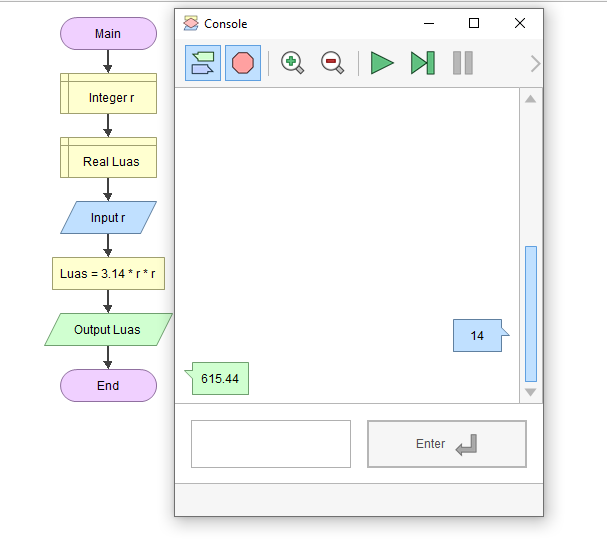 Main
Integer r
Real Luas
Input r
Luas = 3.14 * r * r
Output Luas
End
Console
14
615.44
Enter